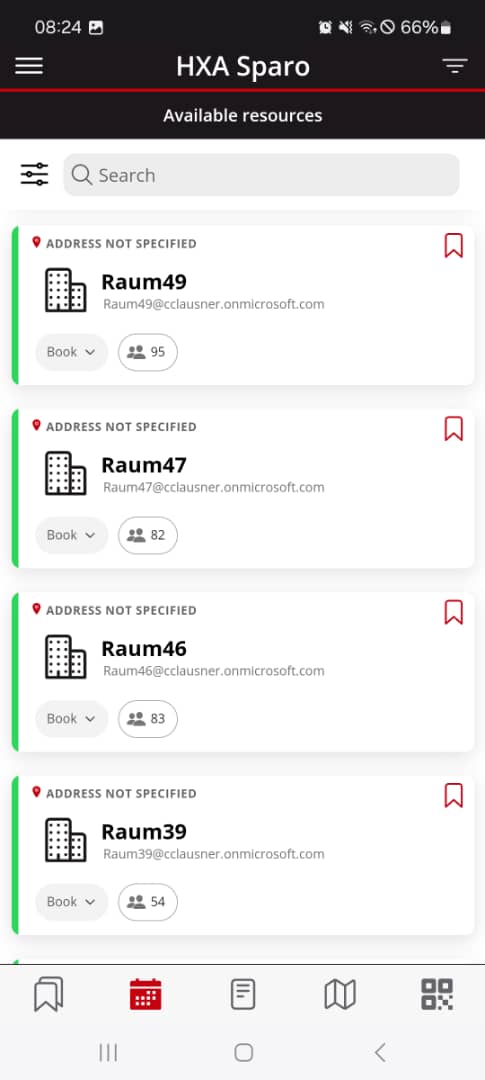 08:24
66%
HXA Sparo
Available resources
Search
ADDRESS NOT SPECIFIED
Raum49
Raum49@cclausner.onmicrosoft.com
Book
95
ADDRESS NOT SPECIFIED
Raum47
Raum47@cclausner.onmicrosoft.com
Book
82
ADDRESS NOT SPECIFIED
Raum46
Raum46@cclausner.onmicrosoft.com
Book
83
ADDRESS NOT SPECIFIED
Raum39
Raum39@cclausner.onmicrosoft.com
Book
54